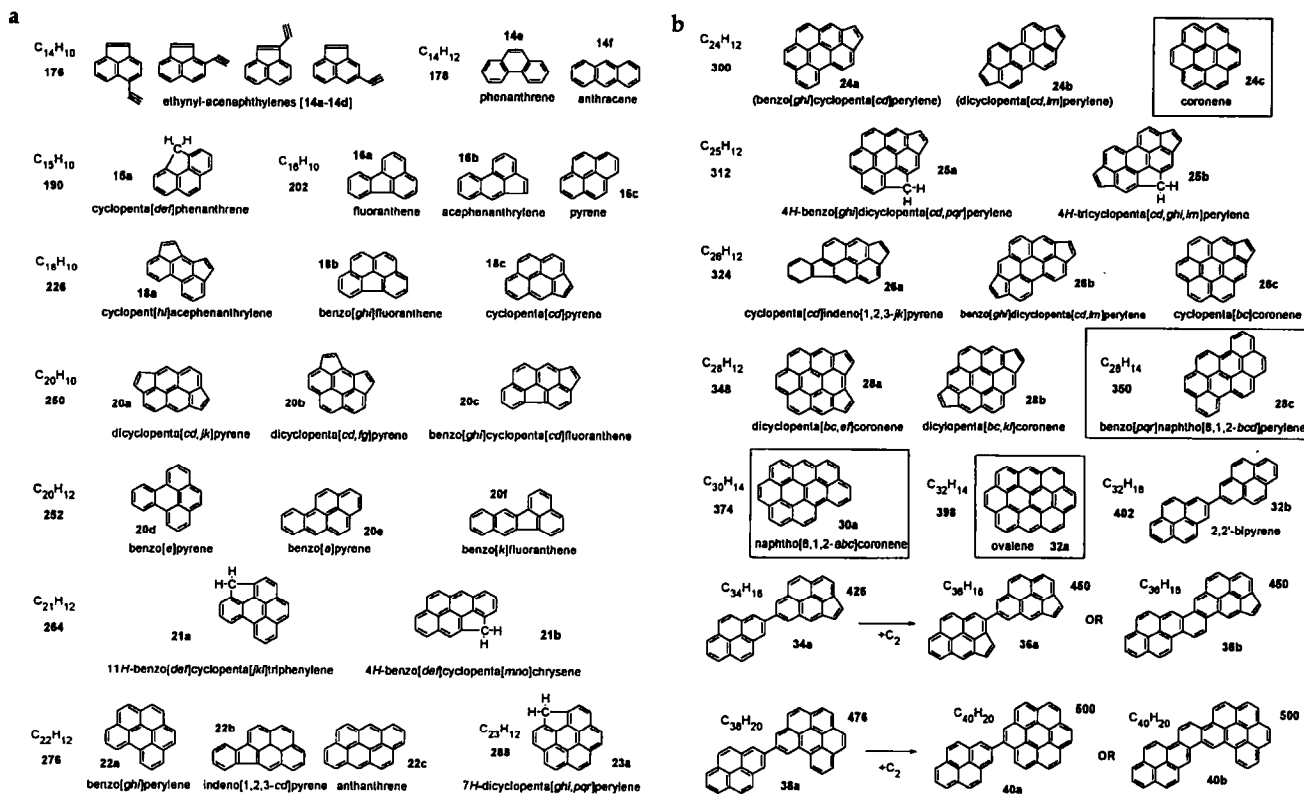 a
C14H10
176
ethynyl-acenaphthylenes [14a-14d]
C14H12
178
14e
phenanthrene
14f
anthracene
C15H10
190
H
H
C
15a
cyclopenta[def]phenanthrene
C16H10
202
16a
fluoranthene
16b
acephenanthrylene
16c
pyrene
C18H10
226
18a
cyclopent[hi]acephenanthrylene
18b
benzo[ghi]fluoranthene
18c
cyclopenta[cd]pyrene
C20H10
250
20a
dicyclopenta[cd,jk]pyrene
20b
dicyclopenta[cd,fg]pyrene
20c
benzo[ghi]cyclopenta[cd]fluoranthene
C20H12
252
20d
benzo[e]pyrene
20e
benzo[a]pyrene
20f
benzo[k]fluoranthene
C21H12
264
H
H-C
21a
11H-benzo[def]cyclopenta[jkl]triphenylene
C-H
H
21b
4H-benzo[def]cyclopenta[mno]chrysene
C22H12
276
22a
benzo[ghi]perylene
22b
indeno[1,2,3-cd]pyrene
22c
anthanthrene
C23H12
288
H
H-C
23a
7H-dicyclopenta[ghi,pqr]perylene
b
C24H12
300
24a
(benzo[ghi]cyclopenta[cd]perylene)
24b
(dicyclopenta[cd,lm]perylene)
24c
coronene
C25H12
312
25a
C-H
H
4H-benzo[ghi]dicyclopenta[cd,pqr]perylene
25b
C-H
H
4H-tricyclopenta[cd,ghi,lm]perylene
C26H12
324
26a
cyclopenta[cd]indeno[1,2,3-jk]pyrene
26b
benzo[ghi]dicyclopenta[cd,lm]perylene
26c
cyclopenta[bc]coronene
C28H12
348
28a
dicyclopenta[bc,ef]coronene
28b
dicylopenta[bc,kl]coronene
C28H14
350
28c
benzo[pqr]naphtho[8,1,2-bcd]perylene
C30H14
374
30a
naphtho[8,1,2-abc]coronene
C32H14
398
ovalene 32a
C32H18
402
32b
2,2'-bipyrene
C34H18
426
34a
+C2
C36H18
450
36a
OR
C36H18
450
36b
C38H20
476
38a
+C2
C40H20
500
40a
OR
C40H20
500
40b